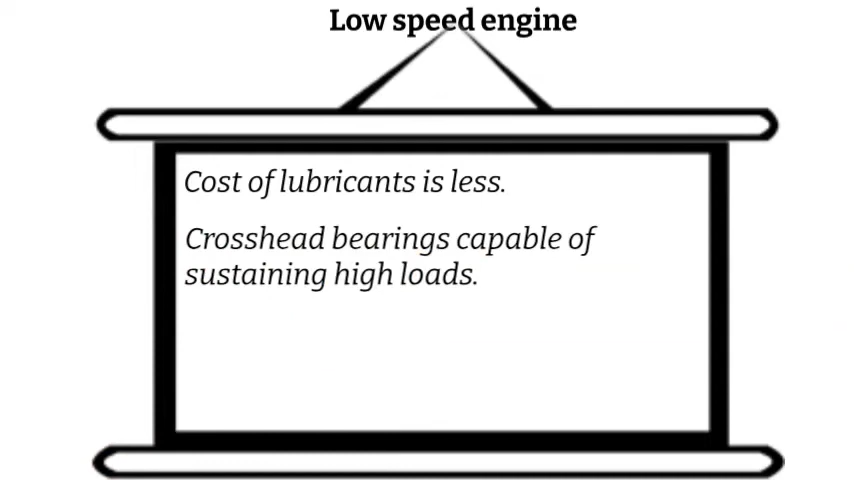 Low speed engine
Cost of lubricants is less.
Crosshead bearings capable of
sustaining high loads.